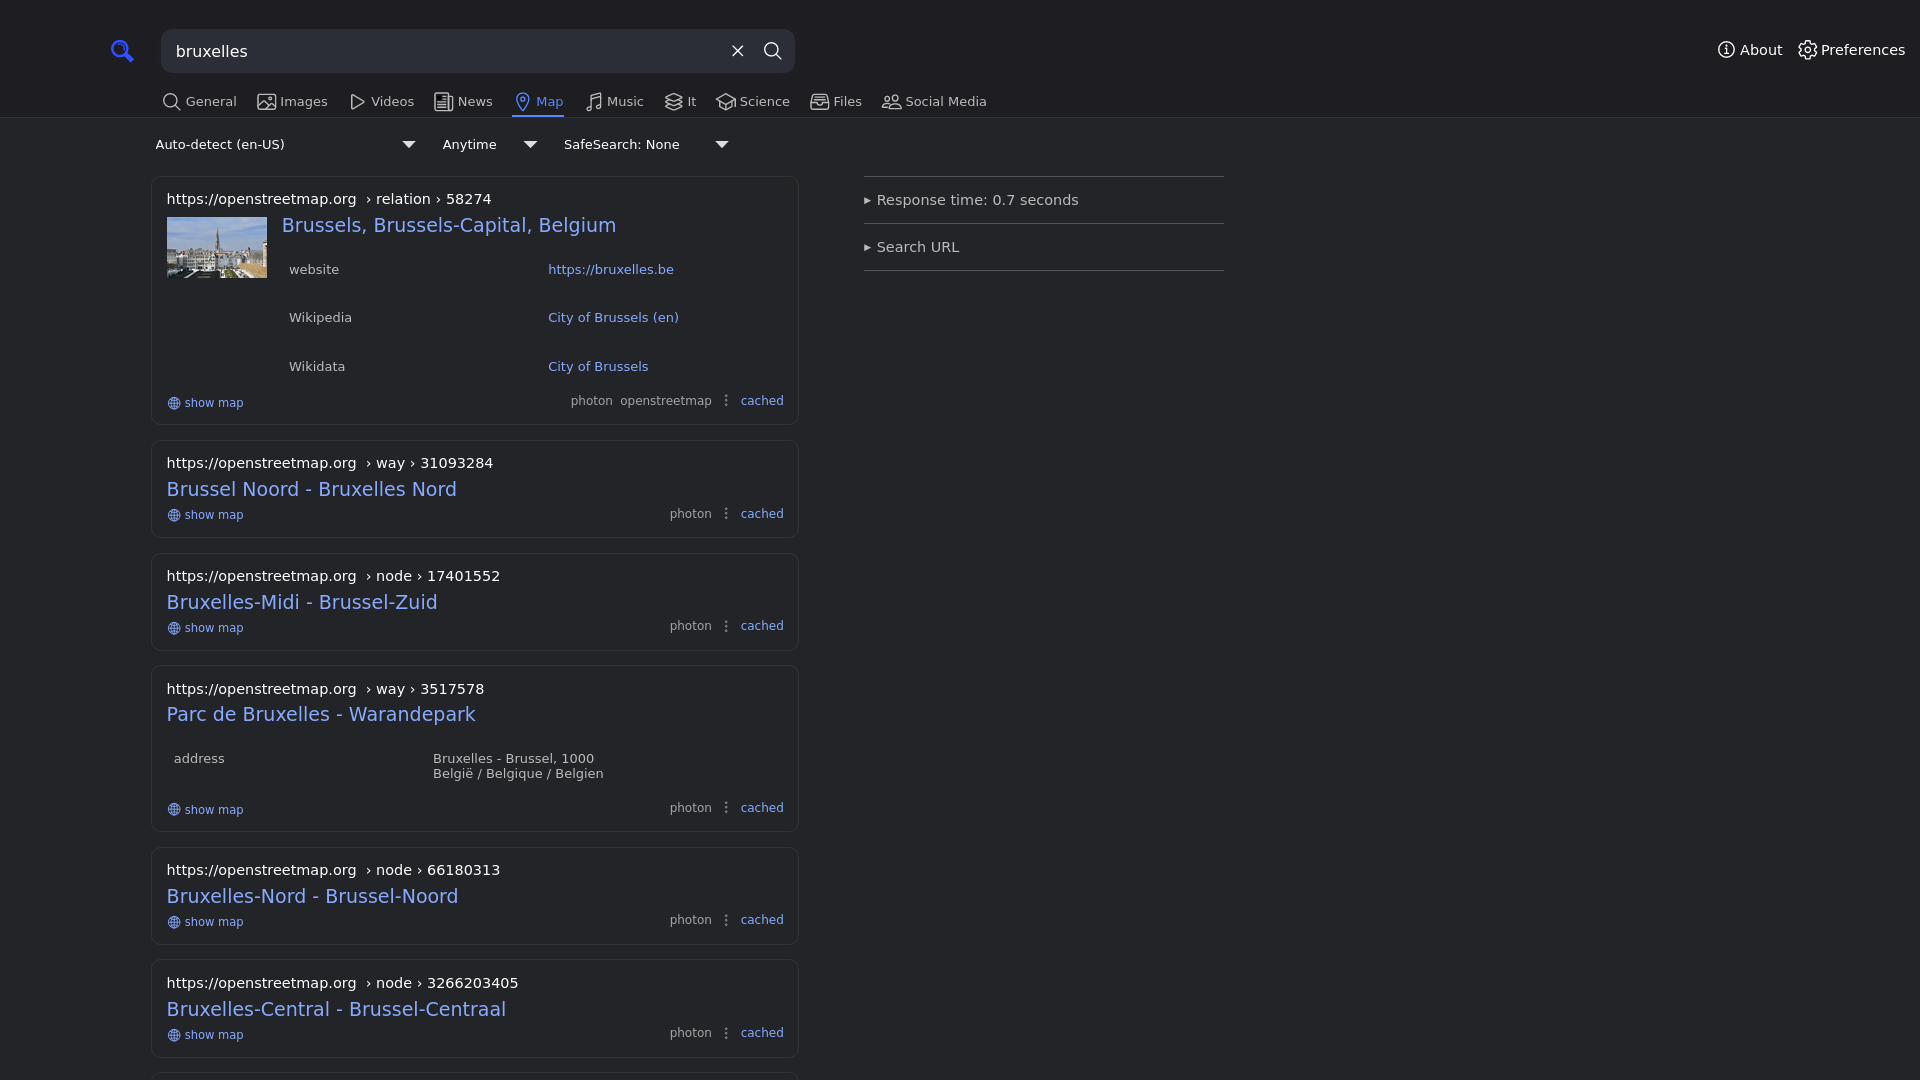 bruxelles
About
Preferences
General
Images
Videos
News
Map
Music
It
Science
Files
Social Media
Auto-detect (en-US)
Anytime
SafeSearch: None
https://openstreetmap.org › relation › 58274
Brussels, Brussels-Capital, Belgium
website https://bruxelles.be
Wikipedia City of Brussels (en)
Wikidata City of Brussels
show map
photon openstreetmap cached
https://openstreetmap.org › way › 31093284
Brussel Noord - Bruxelles Nord
show map
photon cached
https://openstreetmap.org › node › 17401552
Bruxelles-Midi - Brussel-Zuid
show map
photon cached
https://openstreetmap.org › way › 3517578
Parc de Bruxelles - Warandepark
address Bruxelles - Brussel, 1000
België / Belgique / Belgien
show map
photon cached
https://openstreetmap.org › node › 66180313
Bruxelles-Nord - Brussel-Noord
show map
photon cached
https://openstreetmap.org › node › 3266203405
Bruxelles-Central - Brussel-Centraal
show map
photon cached
Response time: 0.7 seconds
Search URL